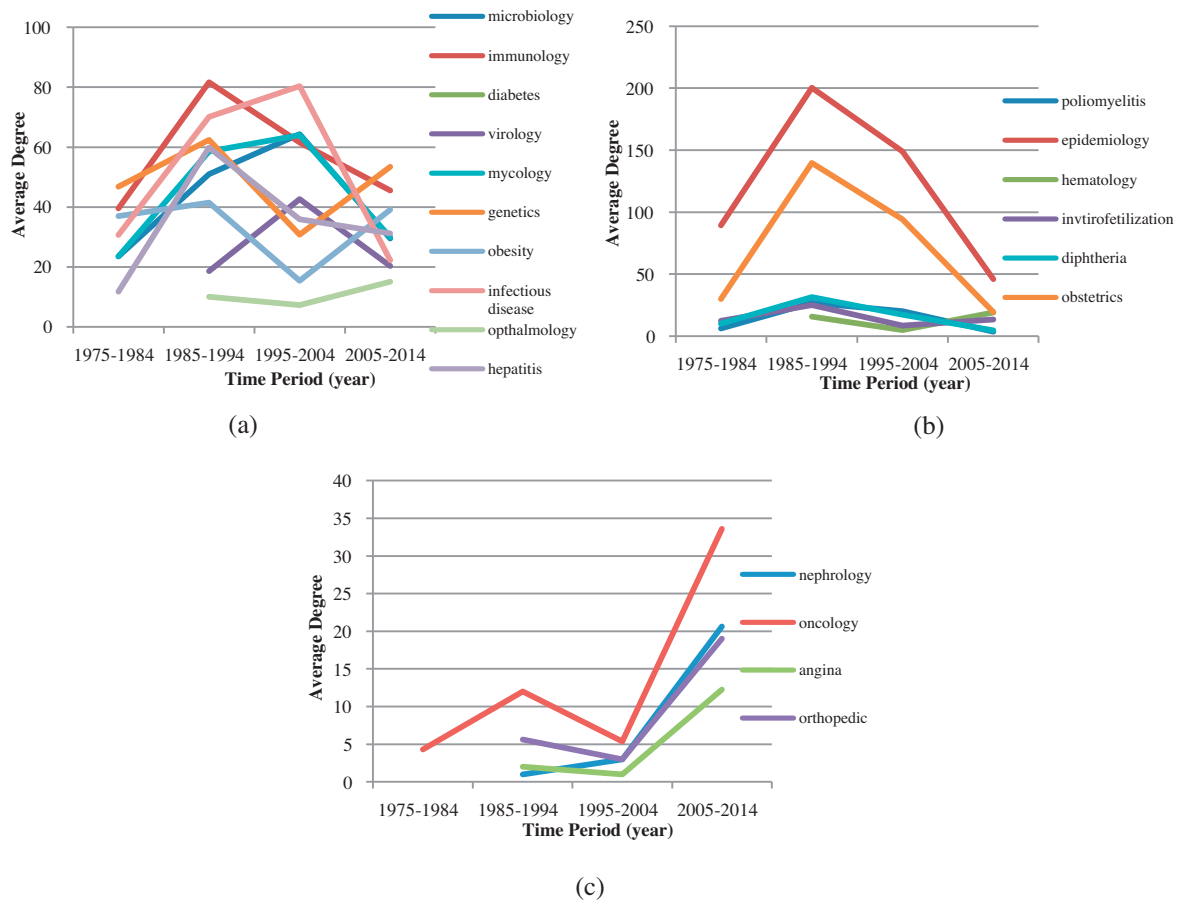 100
80
60
40
20
0
Average Degree
1975-1984 1985-1994 1995-2004 2005-2014
Time Period (year)
microbiology
immunology
diabetes
virology
mycology
genetics
obesity
infectious
disease
opthalmology
hepatitis
(a)
250
200
150
100
50
0
Average Degree
1975-1984 1985-1994 1995-2004 2005-2014
Time Period (year)
poliomyelitis
epidemiology
hematology
invtirofetilization
diphtheria
obstetrics
(b)
40
35
30
25
20
15
10
5
0
Average Degree
1975-1984 1985-1994 1995-2004 2005-2014
Time Period (year)
nephrology
oncology
angina
orthopedic
(c)